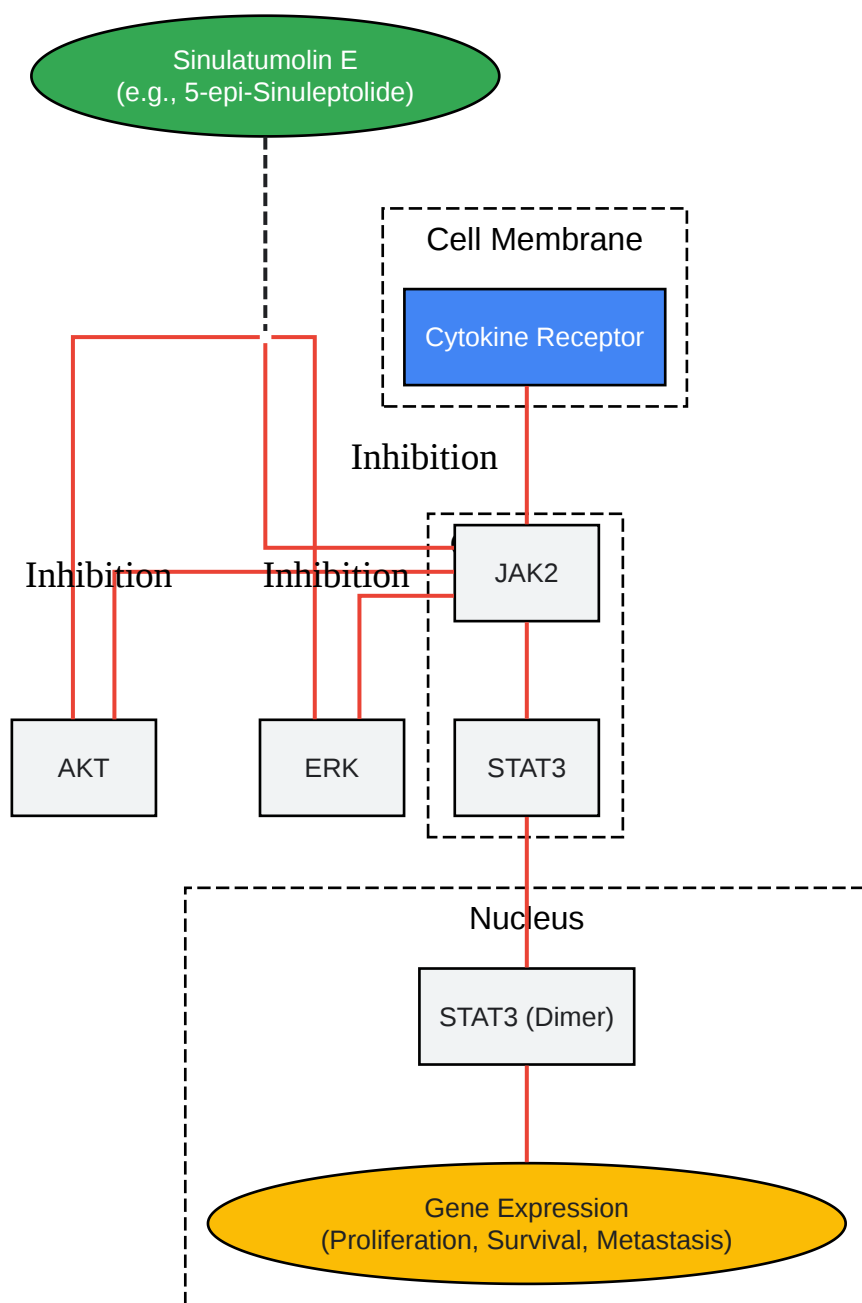 Sinulatumolin E
(e.g., 5-epi-Sinuleptolide)
Cell Membrane
Cytokine Receptor
Inhibition
JAK2
Inhibition
Inhibition
AKT
ERK
STAT3
Nucleus
STAT3 (Dimer)
Gene Expression
(Proliferation, Survival, Metastasis)